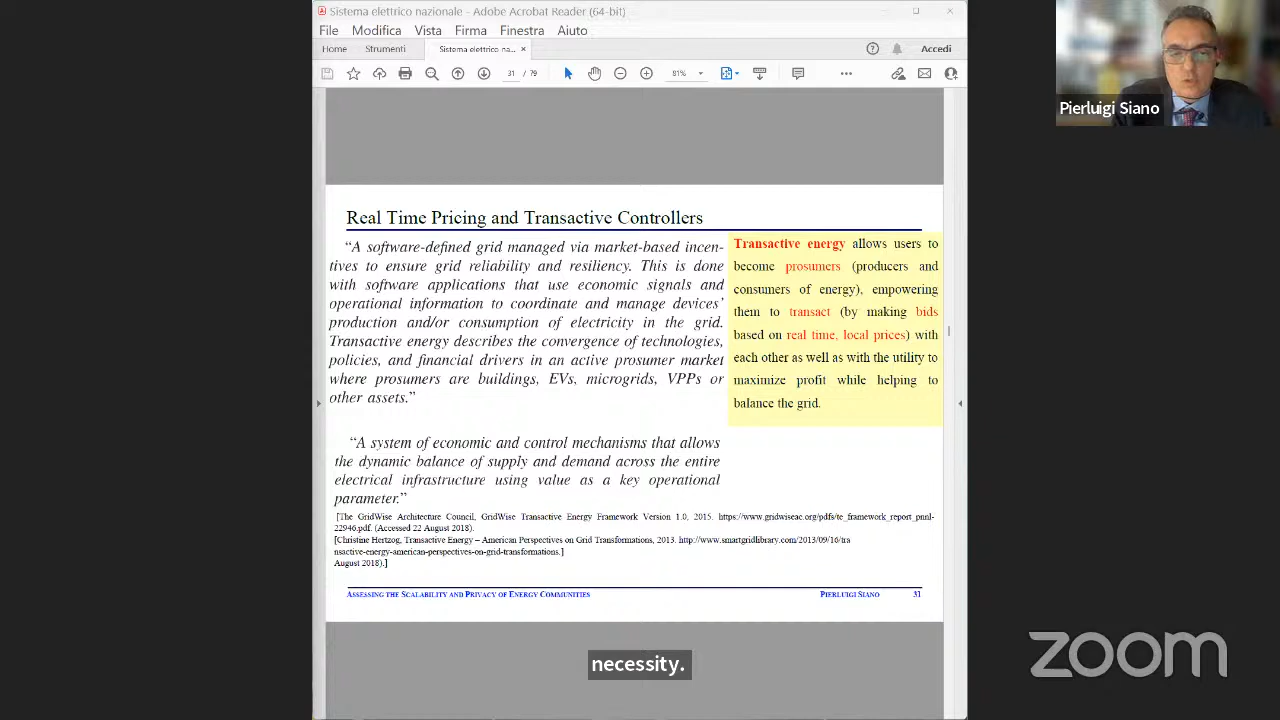 Sistema elettrico nazionale - Adobe Acrobat Reader (64-bit)
File Modifica Vista Firma Finestra Aiuto
Home Strumenti Sistema elettrico na... × Accedi
31 / 79 81%
Pierluigi Siano
Real Time Pricing and Transactive Controllers
“A software-defined grid managed via market-based incen-
tives to ensure grid reliability and resiliency. This is done
with software applications that use economic signals and
operational information to coordinate and manage devices’
production and/or consumption of electricity in the grid.
Transactive energy describes the convergence of technologies,
policies, and financial drivers in an active prosumer market
where prosumers are buildings, EVs, microgrids, VPPs or
other assets.”
Transactive energy allows users to
become prosumers (producers and
consumers of energy), empowering
them to transact (by making bids
based on real time, local prices) with
each other as well as with the utility to
maximize profit while helping to
balance the grid.
“A system of economic and control mechanisms that allows
the dynamic balance of supply and demand across the entire
electrical infrastructure using value as a key operational
parameter.”
[The GridWise Architecture Council, GridWise Transactive Energy Framework Version 1.0, 2015. https://www.gridwiseac.org/pdfs/te_framework_report_pnnl-
22946.pdf. (Accessed 22 August 2018).
[Christine Hertzog, Transactive Energy – American Perspectives on Grid Transformations, 2013. http://www.smartgridlibrary.com/2013/09/16/tra
nsactive-energy-american-perspectives-on-grid-transformations.]
August 2018).]
ASSESSING THE SCALABILITY AND PRIVACY OF ENERGY COMMUNITIES PIERLUIGI SIANO 31
necessity.
zoom